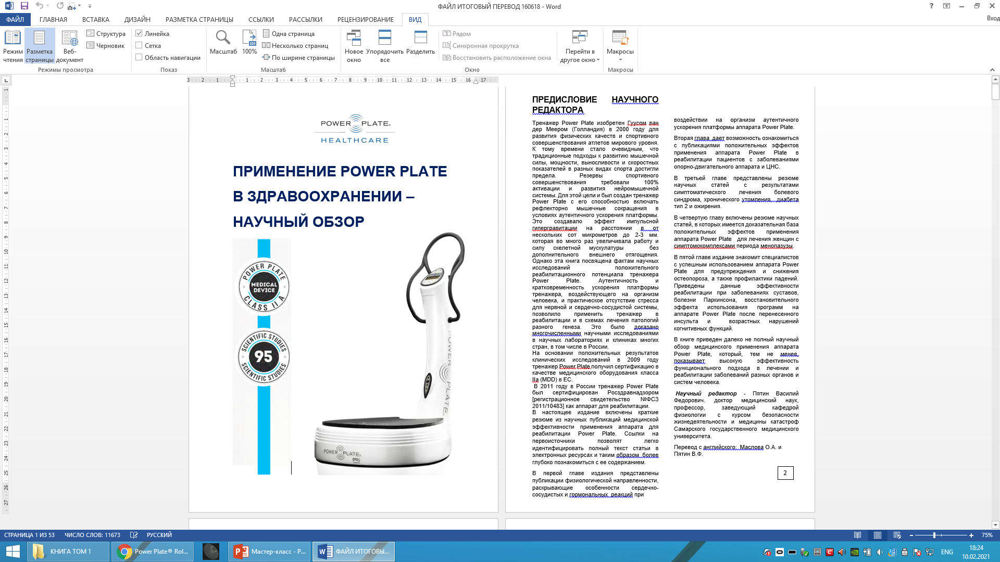 ФАЙЛ ИТОГОВЫЙ ПЕРЕВОД 160618 - Word
ФАЙЛ ГЛАВНАЯ ВСТАВКА ДИЗАЙН РАЗМЕТКА СТРАНИЦЫ ССЫЛКИ РАССЫЛКИ РЕЦЕНЗИРОВАНИЕ ВИД Вход
Режим чтения
Разметка страницы
Веб-документ
Структура
Черновик
Режимы просмотра
Линейка
Сетка
Область навигации
Показ
Масштаб
100%
Одна страница
Несколько страниц
По ширине страницы
Масштаб
Новое окно
Упорядочить все
Разделить
Рядом
Синхронная прокрутка
Восстановить расположение окна
Перейти в другое окно
Окно
Макросы
Макросы
3 2 1 1 2 3 4 5 6 7 8 9 10 11 12 13 14 15 16 17
POWER PLATE®
HEALTHCARE
ПРИМЕНЕНИЕ POWER PLATE
В ЗДРАВООХРАНЕНИИ –
НАУЧНЫЙ ОБЗОР
POWER PLATE
MEDICAL
DEVICE
CLASS II A
SCIENTIFIC STUDIES
95
SCIENTIFIC STUDIES
POWER PLATE
POWER PLATE.
pro5
ПРЕДИСЛОВИЕ НАУЧНОГО
РЕДАКТОРА
Тренажер Power Plate изобретен Гуусом ван
дер Меером (Голландия) в 2000 году для
развития физических качеств и спортивного
совершенствования атлетов мирового уровня.
К тому времени стало очевидным, что
традиционные подходы к развитию мышечной
силы, мощности, выносливости и скоростных
показателей в разных видах спорта достигли
предела. Резервы спортивного
совершенствования требовали 100%
активации и развития нейромышечной
системы. Для этой цели и был создан тренажер
Power Plate с его способностью включать
рефлекторно мышечные сокращения в
условиях аутентичного ускорения платформы.
Это создавало эффект импульсной
гипергравитации на расстоянии в от
нескольких сот микрометров до 2-3 мм.
которая во много раз увеличивала работу и
силу скелетной мускулатуры без
дополнительного внешнего отягощения.
Однако эта книга посвящена фактам научных
исследований положительного
реабилитационного потенциала тренажера
Power Plate. Аутентичность и
кратковременность ускорения платформы
тренажера, воздействующего на организм
человека, и практическое отсутствие стресса
для нервной и сердечно-сосудистой системы,
позволило применить тренажер в
реабилитации и в схемах лечения патологий
разного генеза. Это было доказано
многочисленными научными исследованиями
в научных лабораториях и клиниках многих
стран, в том числе в России.
На основании положительных результатов
клинических исследований в 2009 году
тренажер Power Plate получил сертификацию в
качестве медицинского оборудования класса
IIa (MDD) в ЕС.
В 2011 году в России тренажер Power Plate
был сертифицирован Росздравнадзором
[регистрационное свидетельство №ФСЗ
2011/10483] как аппарат для реабилитации.
В настоящее издание включены краткие
резюме из научных публикаций медицинской
эффективности применения аппарата для
реабилитации Power Plate. Ссылки на
первоисточники позволят легко
идентифицировать полный текст статьи в
электронных ресурсах и таким образом более
глубоко познакомиться с ее содержанием.
В первой главе издания представлены
публикации физиологической направленности,
раскрывающие особенности сердечно-
сосудистых и гормональных реакций при
воздействии на организм аутентичного
ускорения платформы аппарата Power Plate.
Вторая глава дает возможность ознакомиться
с публикациями положительных эффектов
применения аппарата Power Plate в
реабилитации пациентов с заболеваниями
опорно-двигательного аппарата и ЦНС.
В третьей главе представлены резюме
научных статей с результатами
симптоматического лечения болевого
синдрома, хронического утомления, диабета
тип 2 и ожирения.
В четвертую главу включены резюме научных
статей, в которых имеется доказательная база
положительных эффектов применения
аппарата Power Plate для лечения женщин с
симптомокомплексами периода менопазузы.
В пятой главе издание знакомит специалистов
с успешным использованием аппарата Power
Plate для предупреждения и снижения
остеопороза, а также профилактики падений.
Приведены данные эффективности
реабилитации при заболеваниях суставов,
болезни Паркинсона, восстановительного
эффекта использования программ на
аппарате Power Plate после перенесенного
инсульта и возрастных нарушений
когнитивных функций.
В книге приведен далеко не полный научный
обзор медицинского применения аппарата
Power Plate, который, тем не менее,
показывает высокую эффективность
функционального подхода в лечении и
реабилитации заболеваний разных органов и
систем человека.
Научный редактор - Пятин Василий
Федорович. доктор медицинский наук,
профессор, заведующий кафедрой
физиологии с курсом безопасности
жизнедеятельности и медицины катастроф
Самарского государственного медицинского
университета.
Перевод с английского: Маслова О.А. и
Пятин В.Ф.
2
СТРАНИЦА 1 ИЗ 53 ЧИСЛО СЛОВ: 11673 РУССКИЙ 75%
КНИГА ТОМ 1 Power Plate® Rol... Мастер-класс - P... ФАЙЛ ИТОГОВЫ... ENG 18:24
10.02.2021